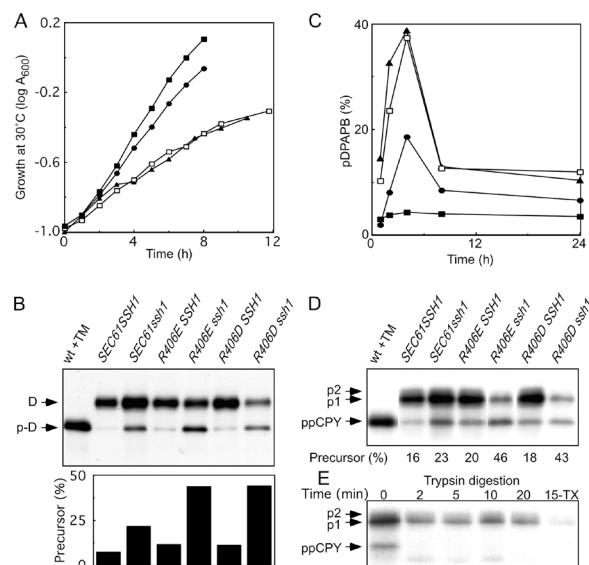 A
Growth at 30°C (log A600)
0.2
-0.2
-0.6
-1.0
0
4
8
12
Time (h)
C
pDPAPB (%)
40
20
0
0
12
24
Time (h)
B
wt +TM
SEC61SSH1
SEC61ssh1
R406E SSH1
R406E ssh1
R406D SSH1
R406D ssh1
D
p-D
Precursor (%)
50
25
0
D
wt +TM
SEC61SSH1
SEC61ssh1
R406E SSH1
R406E ssh1
R406D SSH1
R406D ssh1
p2
p1
ppCPY
Precursor (%) 16 23 20 46 18 43
E
Trypsin digestion
Time (min) 0 2 5 10 20 15-TX
p2
p1
ppCPY